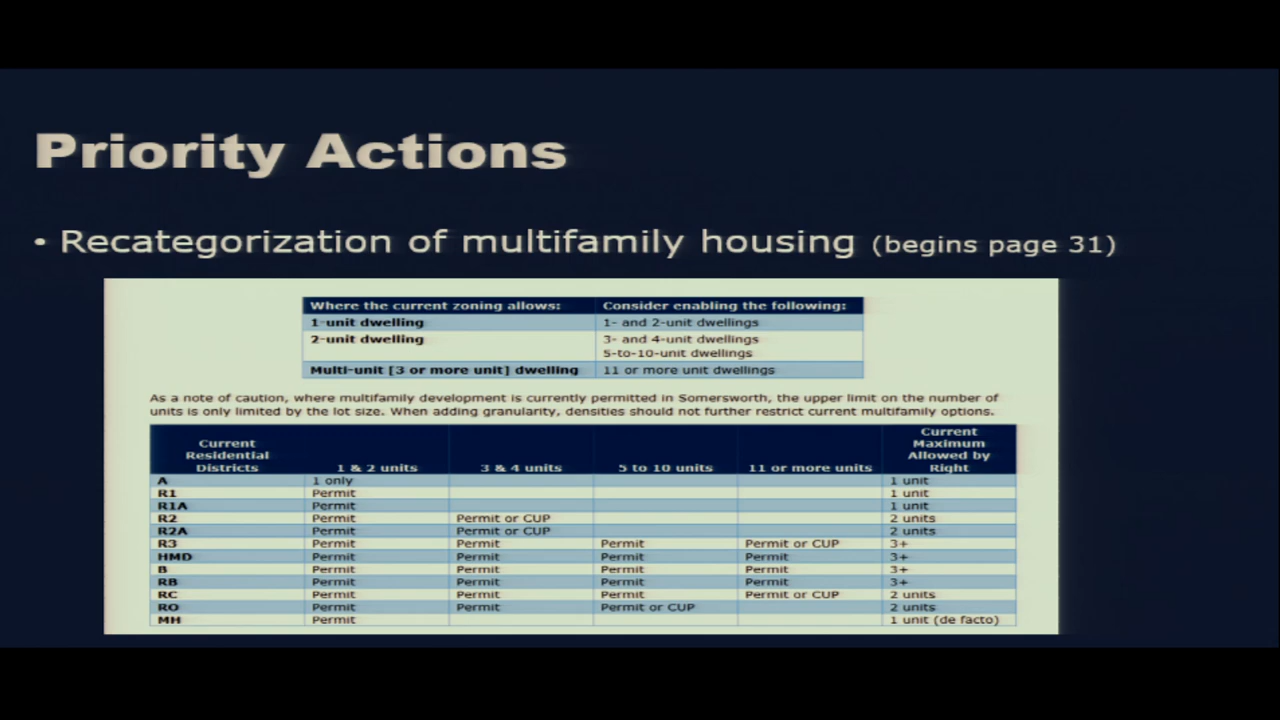 Priority Actions
• Recategorization of multifamily housing (begins page 31)
Where the current zoning allows: Consider enabling the following:
1-unit dwelling 1- and 2-unit dwellings
2-unit dwelling 3- and 4-unit dwellings
5-to-10-unit dwellings
Multi-unit [3 or more unit] dwelling 11 or more unit dwellings
As a note of caution, where multifamily development is currently permitted in Somersworth, the upper limit on the number of
units is only limited by the lot size. When adding granularity, densities should not further restrict current multifamily options.
Current Residential Districts 1 & 2 units 3 & 4 units 5 to 10 units 11 or more units Current Maximum Allowed by Right
A 1 only 1 unit
R1 Permit 1 unit
R1A Permit 1 unit
R2 Permit Permit or CUP 2 units
R2A Permit Permit or CUP 2 units
R3 Permit Permit Permit Permit or CUP 3+
HMD Permit Permit Permit Permit 3+
B Permit Permit Permit Permit 3+
RB Permit Permit Permit Permit 3+
RC Permit Permit Permit Permit or CUP 2 units
RO Permit Permit Permit or CUP 2 units
MH Permit 1 unit (de facto)